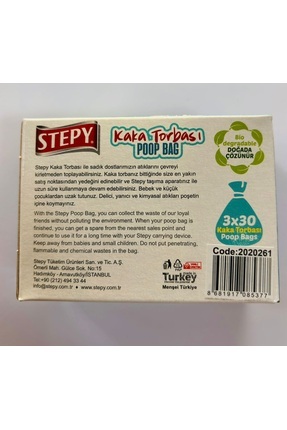 STEPY
Kaka Torbası
POOP BAG
Bio
degradable
DOĞADA
ÇÖZÜNÜR
Stepy Kaka Torbası ile sadık dostlarımızın atıklarını çevreyi
kirletmeden toplayabilirsiniz. Kaka torbanız bittiğinde size en yakın
satış noktasından yedeğini edinebilir ve Stepy taşıma aparatınız ile
uzun süre kullanmaya devam edebilirsiniz. Bebek ve küçük
çocuklardan uzak tutunuz. Delici, yanıcı ve kimyasal atıkları poşetin
içine koymayınız.
With the Stepy Poop Bag, you can collect the waste of our loyal
friends without polluting the environment. When your poop bag is
finished, you can get a spare from the nearest sales point and
continue to use it for a long time with your Stepy carrying device.
Keep away from babies and small children. Do not put penetrating,
flammable and chemical wastes in the bag.
3x30
Kaka Torbası
Poop Bags
Code:2020261
Stepy Tüketim Ürünleri San. ve Tic. A.Ş.
Ömerli Mah. Gülbar Sok. No:15
Hadımköy - Arnavutköy/İSTANBUL
Tel:+90 (212) 494 33 44
info@stepy.com.tr • www.stepy.com.tr
Turkey
Menşei Türkiye
8 681917 085377